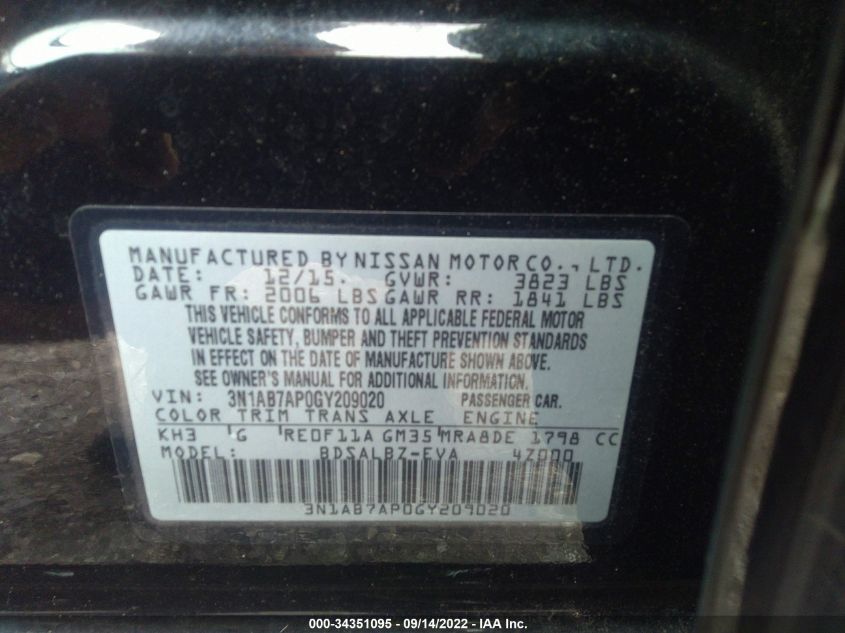 MANUFACTURED BY NISSAN MOTOR CO., LTD.
DATE: 12/15. GVWR: 3823 LBS
GAWR FR: 2006 LBS GAWR RR: 1841 LBS
THIS VEHICLE CONFORMS TO ALL APPLICABLE FEDERAL MOTOR
VEHICLE SAFETY, BUMPER AND THEFT PREVENTION STANDARDS
IN EFFECT ON THE DATE OF MANUFACTURE SHOWN ABOVE.
SEE OWNER'S MANUAL FOR ADDITIONAL INFORMATION.
VIN: 3N1AB7AP0GY209020 PASSENGER CAR.
COLOR TRIM TRANS AXLE ENGINE
KH3 G RE0F11A GM35 MRA8DE 1798 CC
MODEL: BDSALBZ-EVA 4Z000
3N1AB7AP0GY209020
000-34351095 - 09/14/2022 - IAA Inc.